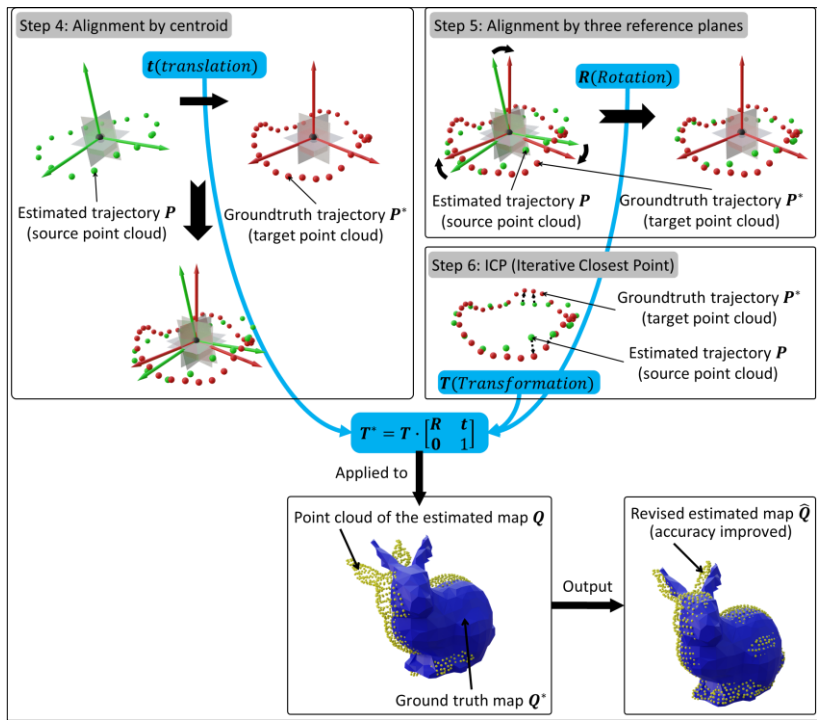 Step 4: Alignment by centroid
t(translation)
Estimated trajectory P
(source point cloud)
Groundtruth trajectory P*
(target point cloud)
Step 5: Alignment by three reference planes
R(Rotation)
Estimated trajectory P
(source point cloud)
Groundtruth trajectory P*
(target point cloud)
Step 6: ICP (Iterative Closest Point)
Groundtruth trajectory P*
(target point cloud)
Estimated trajectory P
(source point cloud)
T(Transformation)
T* = T · [R t
0 1]
Applied to
Point cloud of the estimated map Q
Ground truth map Q*
Output
Revised estimated map Q̂
(accuracy improved)